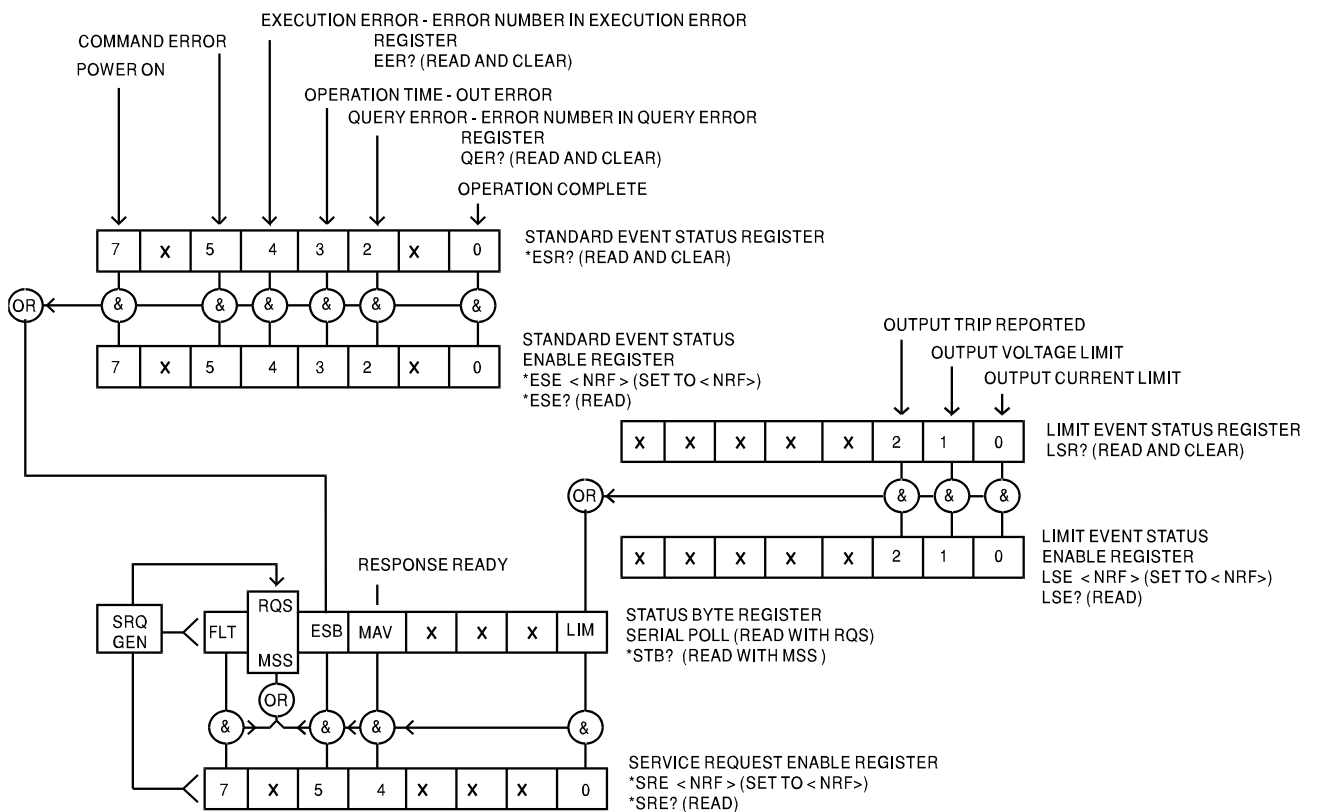 EXECUTION ERROR - ERROR NUMBER IN EXECUTION ERROR
REGISTER
EER? (READ AND CLEAR)
COMMAND ERROR
POWER ON
OPERATION TIME - OUT ERROR
QUERY ERROR - ERROR NUMBER IN QUERY ERROR
REGISTER
QER? (READ AND CLEAR)
OPERATION COMPLETE
7 X 5 4 3 2 X 0
STANDARD EVENT STATUS REGISTER
*ESR? (READ AND CLEAR)
OR & & & & & &
7 X 5 4 3 2 X 0
STANDARD EVENT STATUS
ENABLE REGISTER
*ESE < NRF > (SET TO < NRF>)
*ESE? (READ)
OUTPUT TRIP REPORTED
OUTPUT VOLTAGE LIMIT
OUTPUT CURRENT LIMIT
X X X X X 2 1 0
LIMIT EVENT STATUS REGISTER
LSR? (READ AND CLEAR)
OR & & &
X X X X X 2 1 0
LIMIT EVENT STATUS
ENABLE REGISTER
LSE < NRF > (SET TO < NRF>)
LSE? (READ)
RESPONSE READY
SRQ
GEN
FLT
RQS
MSS
ESB MAV X X X LIM
STATUS BYTE REGISTER
SERIAL POLL (READ WITH RQS)
*STB? (READ WITH MSS )
OR
& & & &
7 X 5 4 X X X 0
SERVICE REQUEST ENABLE REGISTER
*SRE < NRF > (SET TO < NRF>)
*SRE? (READ)